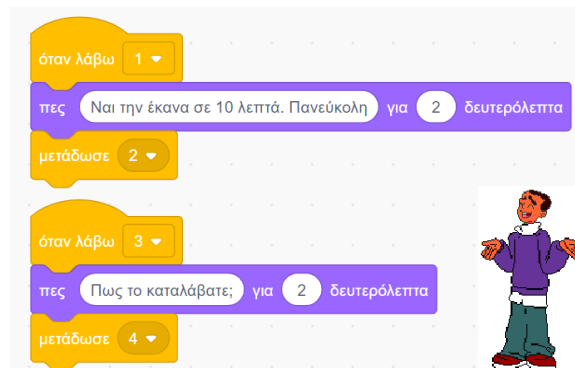 όταν λάβω 1
πες Ναι την έκανα σε 10 λεπτά. Πανεύκολη για 2 δευτερόλεπτα
μετάδωσε 2
όταν λάβω 3
πες Πως το καταλάβατε; για 2 δευτερόλεπτα
μετάδωσε 4